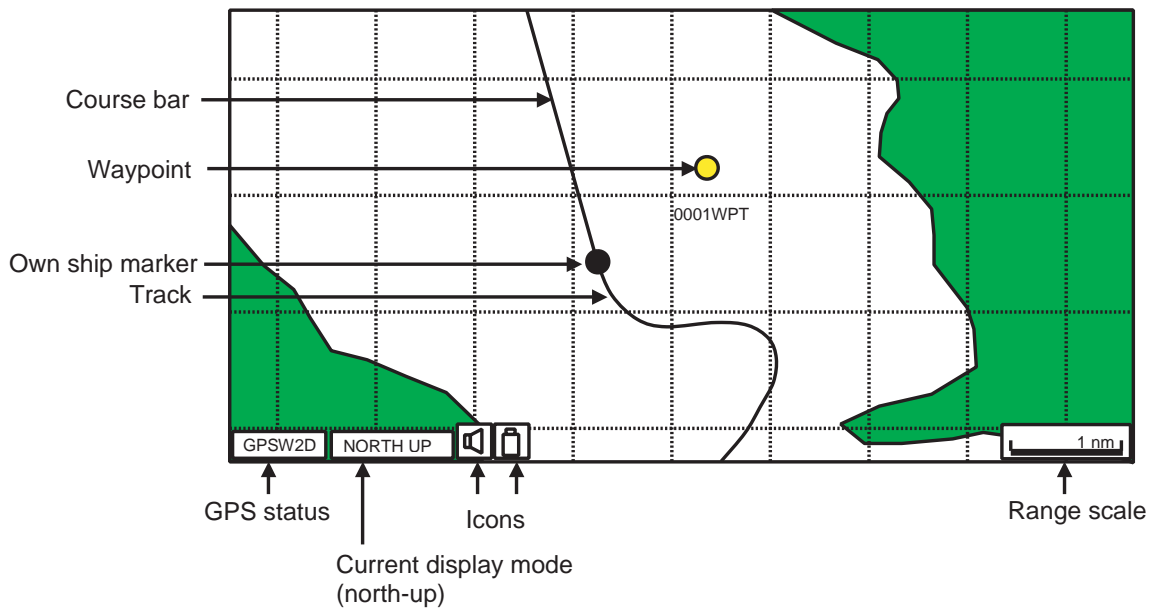 Course bar
Waypoint
0001WPT
Own ship marker
Track
GPSW2D
NORTH UP
1 nm
GPS status
Icons
Range scale
Current display mode
(north-up)